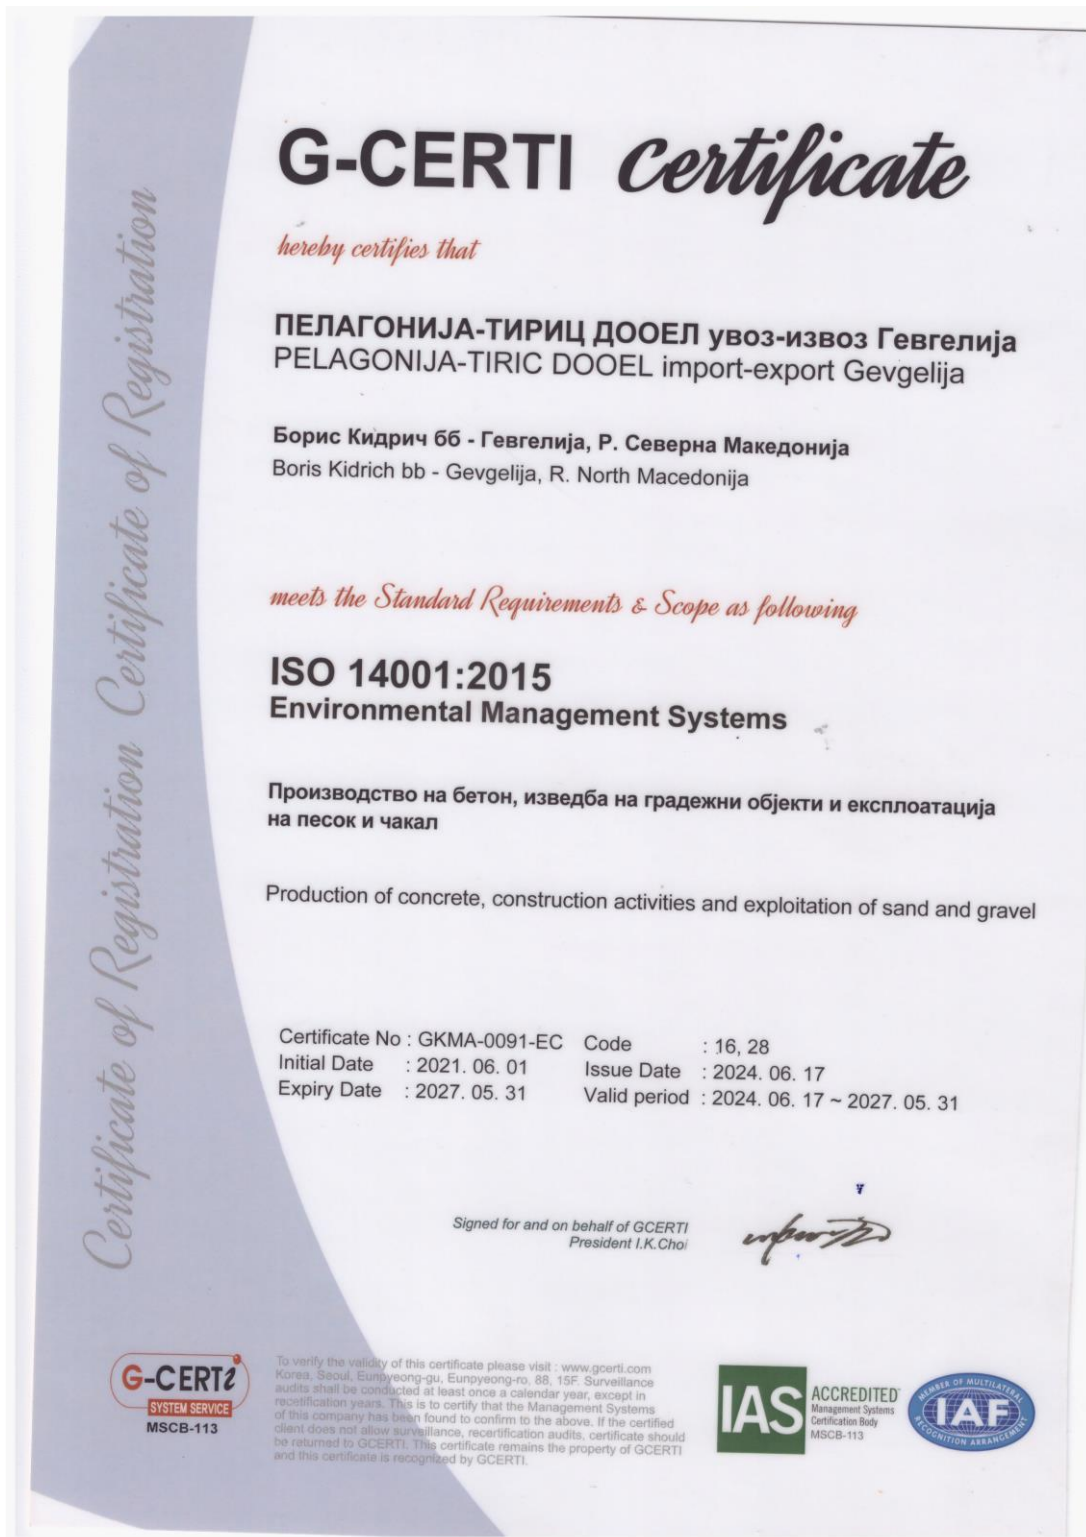 G-CERTI Certificate
hereby certifies that
ПЕЛАГОНИЈА-ТИРИЦ ДООЕЛ увоз-извоз Гевгелија
PELAGONIJA-TIRIC DOOEL import-export Gevgelija
Борис Кидрич бб - Гевгелија, Р. Северна Македонија
Boris Kidrich bb - Gevgelija, R. North Macedonija
meets the Standard Requirements & Scope as following
ISO 14001:2015
Environmental Management Systems
Производство на бетон, изведба на градежни објекти и експлоатација
на песок и чакал
Production of concrete, construction activities and exploitation of sand and gravel
Certificate No : GKMA-0091-EC Code : 16, 28
Initial Date : 2021. 06. 01 Issue Date : 2024. 06. 17
Expiry Date : 2027. 05. 31 Valid period : 2024. 06. 17 ~ 2027. 05. 31
Signed for and on behalf of GCERTI
President I.K.Choi
Certificate of Registration Certificate of Registration
G-CERTi
SYSTEM SERVICE
MSCB-113
To verify the validity of this certificate please visit : www.gcerti.com
Korea, Seoul, Eunpyeong-gu, Eunpyeong-ro, 88, 15F. Surveillance
audits shall be conducted at least once a calendar year, except in
recetification years. This is to certify that the Management Systems
of this company has been found to confirm to the above. If the certified
client does not allow surveillance, recertification audits, certificate should
be returned to GCERTI. This certificate remains the property of GCERTI
and this certificate is recognized by GCERTI.
IAS ACCREDITED
Management Systems
Certification Body
MSCB-113
MEMBER OF MULTILATERAL
IAF
RECOGNITION ARRANGEMENT